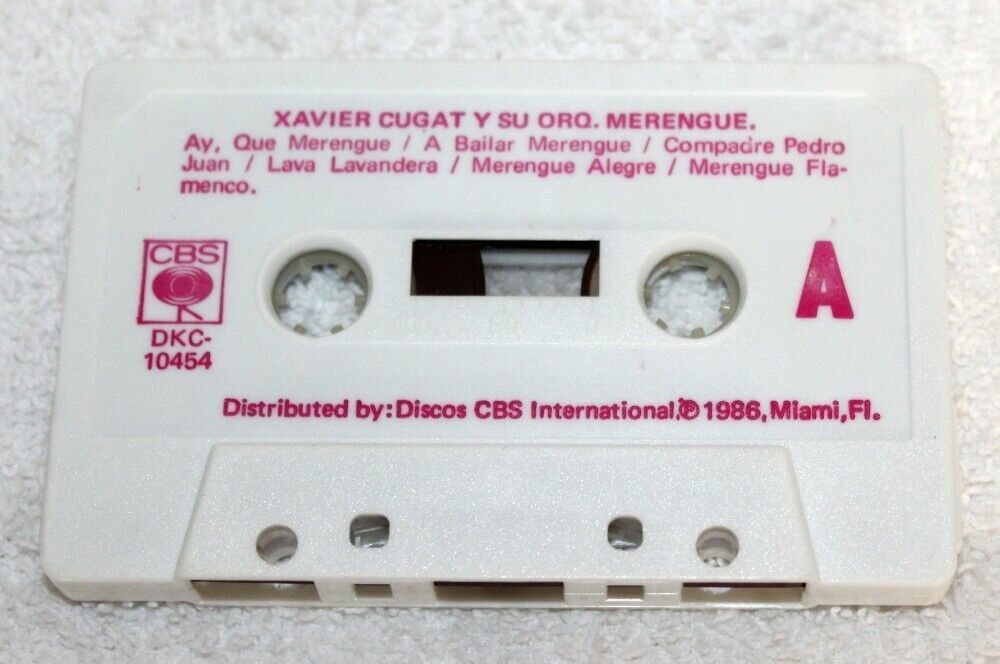 XAVIER CUGAT Y SU ORQ. MERENGUE.
Ay, Que Merengue / A Bailar Merengue / Compadre Pedro
Juan / Lava Lavandera / Merengue Alegre / Merengue Fla-
menco.
CBS
A
DKC-
10454
Distributed by: Discos CBS International,℗ 1986, Miami, Fl.